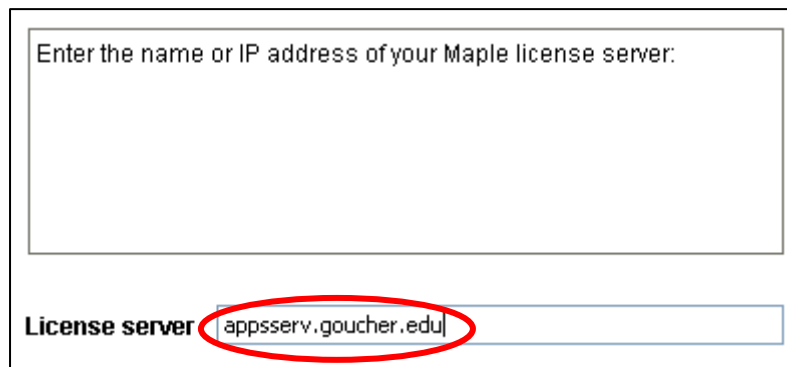 Enter the name or IP address of your Maple license server:
License server appsserv.goucher.edu